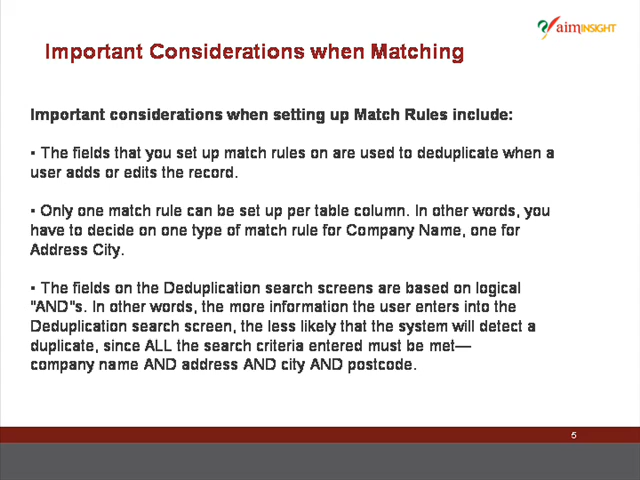 aimINSIGHT
Important Considerations when Matching
Important considerations when setting up Match Rules include:
▪ The fields that you set up match rules on are used to deduplicate when a
user adds or edits the record.
▪ Only one match rule can be set up per table column. In other words, you
have to decide on one type of match rule for Company Name, one for
Address City.
▪ The fields on the Deduplication search screens are based on logical
"AND"s. In other words, the more information the user enters into the
Deduplication search screen, the less likely that the system will detect a
duplicate, since ALL the search criteria entered must be met—
company name AND address AND city AND postcode.
5